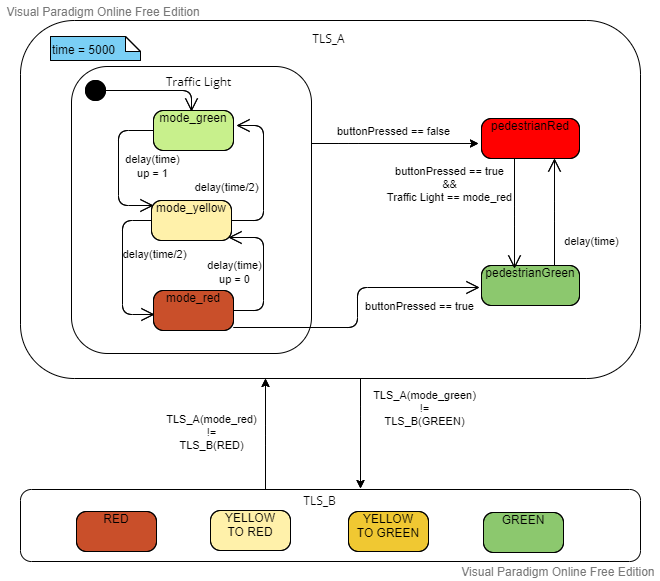 Visual Paradigm Online Free Edition
TLS_A
time = 5000
Traffic Light
mode_green
pedestrianRed
buttonPressed == false
delay(time)
up = 1
buttonPressed == true
&&
Traffic Light == mode_red
delay(time/2)
mode_yellow
delay(time)
delay(time/2)
delay(time)
up = 0
pedestrianGreen
mode_red
buttonPressed == true
TLS_A(mode_red)
!=
TLS_B(RED)
TLS_A(mode_green)
!=
TLS_B(GREEN)
TLS_B
RED
YELLOW
TO RED
YELLOW
TO GREEN
GREEN
Visual Paradigm Online Free Edition